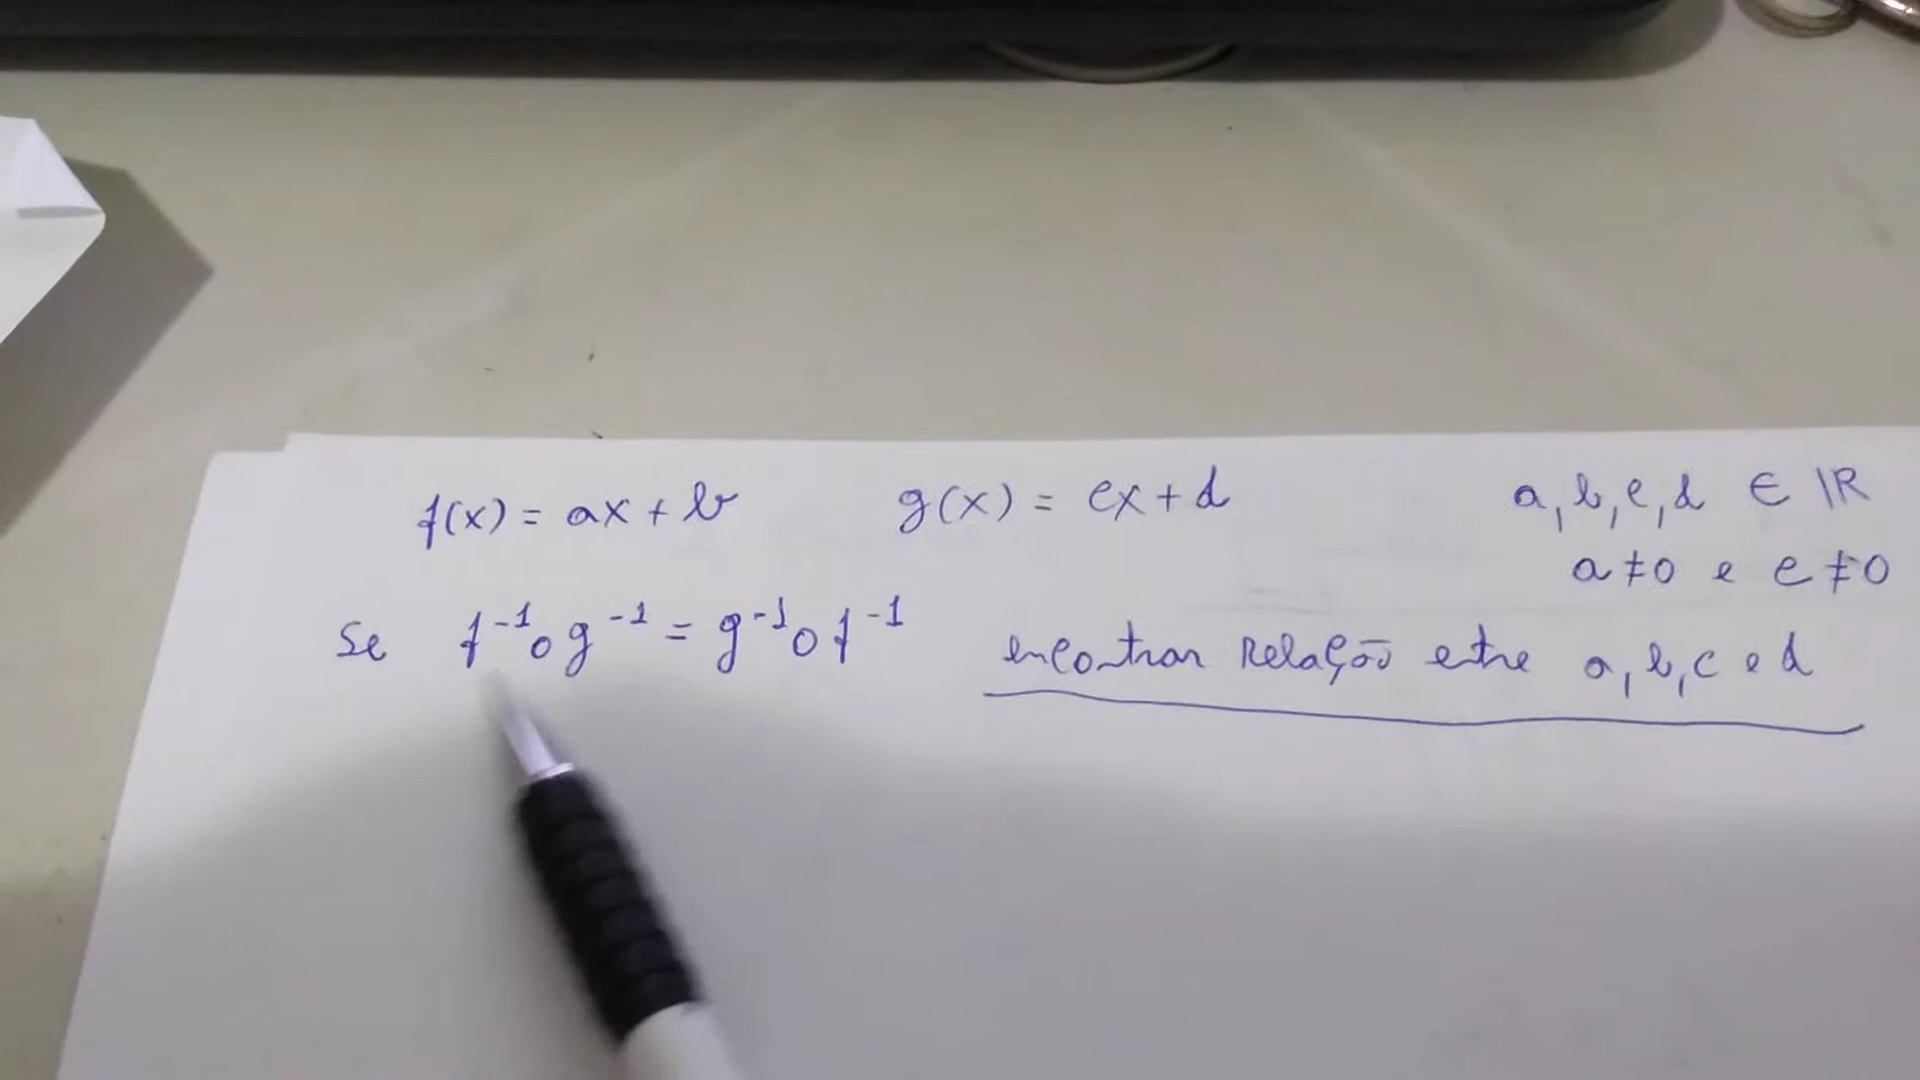 f(x) = ax + b g(x) = cx + d a, b, c, d ∈ ℝ
a ≠ 0 e c ≠ 0
Se f⁻¹ o g⁻¹ = g⁻¹ o f⁻¹ encontrar relação entre a, b, c e d